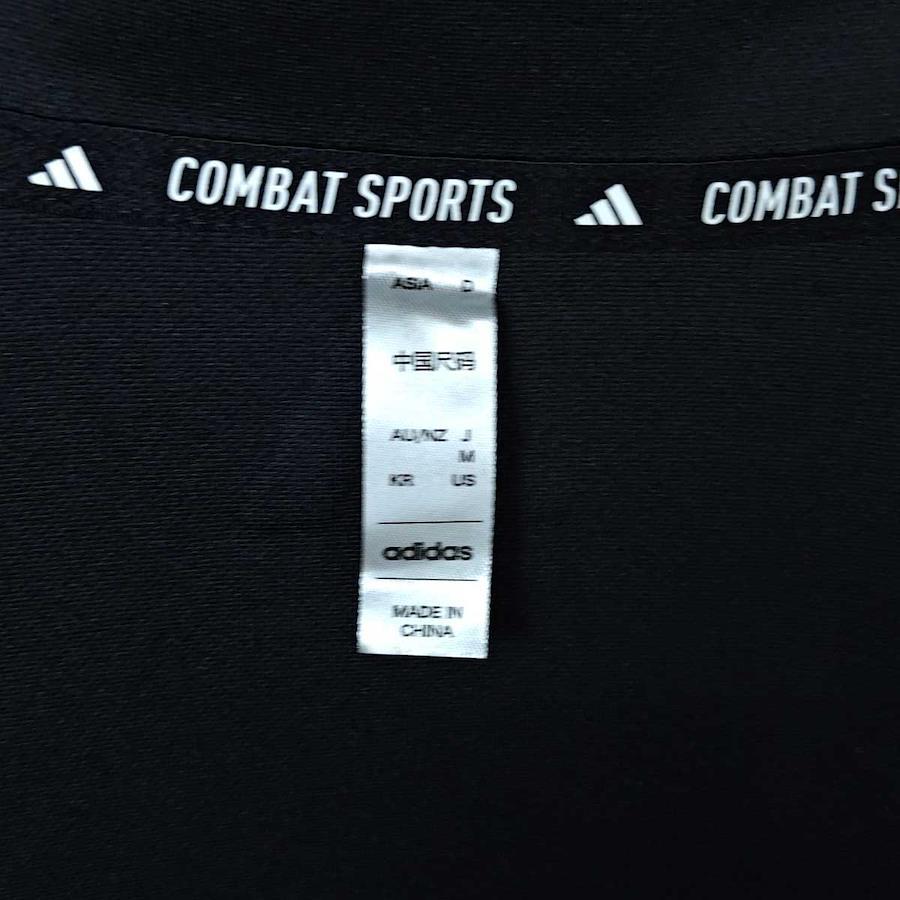 COMBAT SPORTS COMBAT S
ASIA D
中国尺码
AU/NZ J
M
KR US
adidas
MADE IN
CHINA